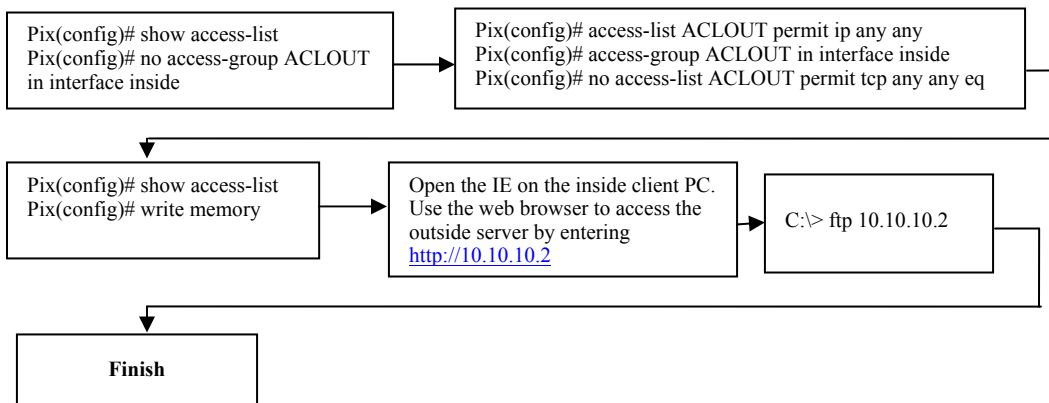 Pix(config)# show access-list
Pix(config)# no access-group ACLOUT
in interface inside
Pix(config)# access-list ACLOUT permit ip any any
Pix(config)# access-group ACLOUT in interface inside
Pix(config)# no access-list ACLOUT permit tcp any any eq
Pix(config)# show access-list
Pix(config)# write memory
Open the IE on the inside client PC.
Use the web browser to access the
outside server by entering
http://10.10.10.2
C:\> ftp 10.10.10.2
Finish